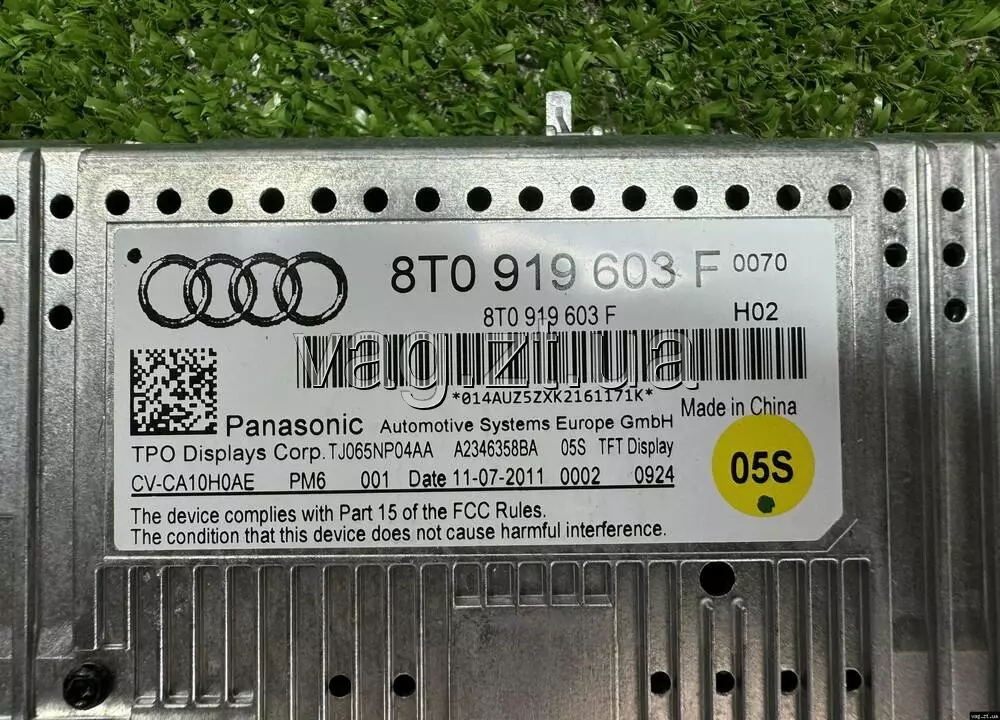 8T0 919 603 F 0070
8T0 919 603 F H02
vag.zt.ua
*014AUZ5ZXK2161171K*
Made in China
Panasonic Automotive Systems Europe GmbH
TPO Displays Corp. TJ065NP04AA A2346358BA 05S TFT Display
05S
CV-CA10H0AE PM6 001 Date 11-07-2011 0002 0924
The device complies with Part 15 of the FCC Rules.
The condition that this device does not cause harmful interference.
vag.zt.ua